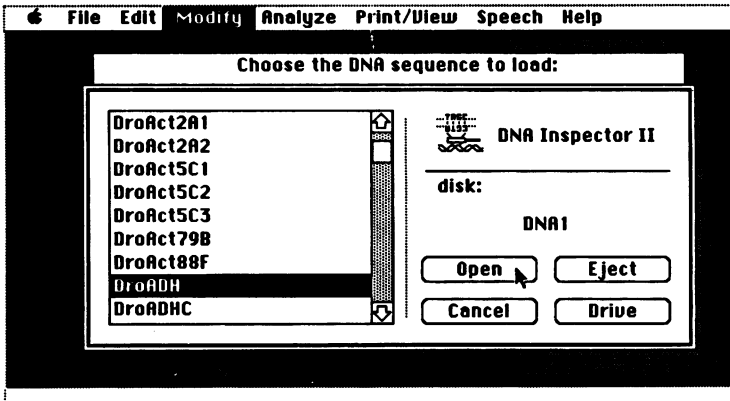 File Edit Modify Analyze Print/View Speech Help
Choose the DNA sequence to load:
DroAct2A1
DroAct2A2
DroAct5C1
DroAct5C2
DroAct5C3
DroAct79B
DroAct88F
DroADH
DroADHC
DNA Inspector II
disk:
DNA1
Open
Eject
Cancel
Drive